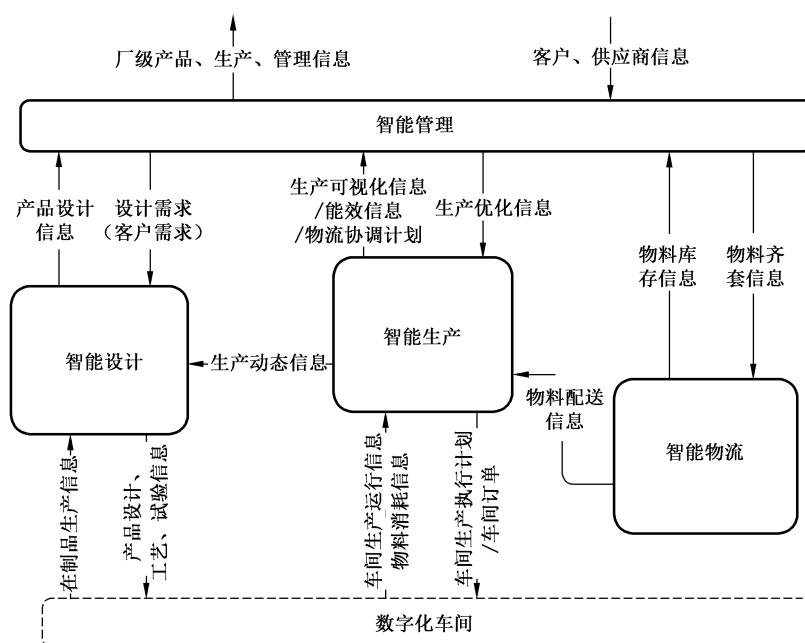 厂级产品、生产、管理信息
客户、供应商信息
智能管理
产品设计
信息
设计需求
（客户需求）
生产可视化信息
/能效信息
/物流协调计划
生产优化信息
物料库
存信息
物料齐
套信息
智能设计
生产动态信息
智能生产
物料配送
信息
智能物流
在制品生产信息
产品设计、
工艺、试验信息
车间生产运行信息
物料消耗信息
车间生产执行计划
/车间订单
数字化车间